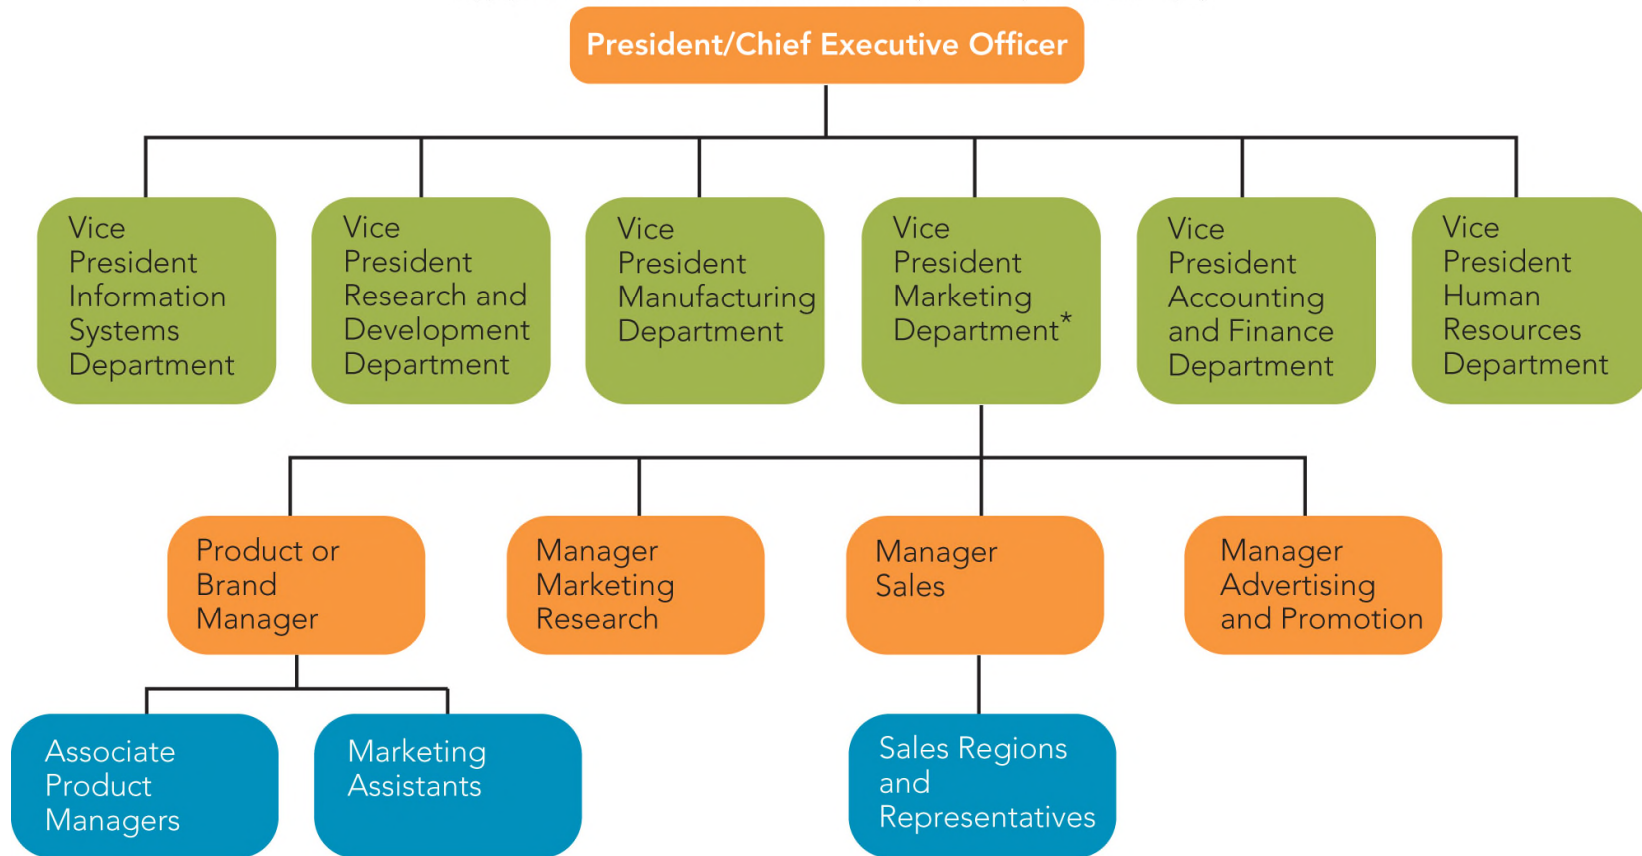 President/Chief Executive Officer
Vice
President
Information
Systems
Department
Vice
President
Research and
Development
Department
Vice
President
Manufacturing
Department
Vice
President
Marketing
Department*
Vice
President
Accounting
and Finance
Department
Vice
President
Human
Resources
Department
Product or
Brand
Manager
Manager
Marketing
Research
Manager
Sales
Manager
Advertising
and Promotion
Associate
Product
Managers
Marketing
Assistants
Sales Regions
and
Representatives